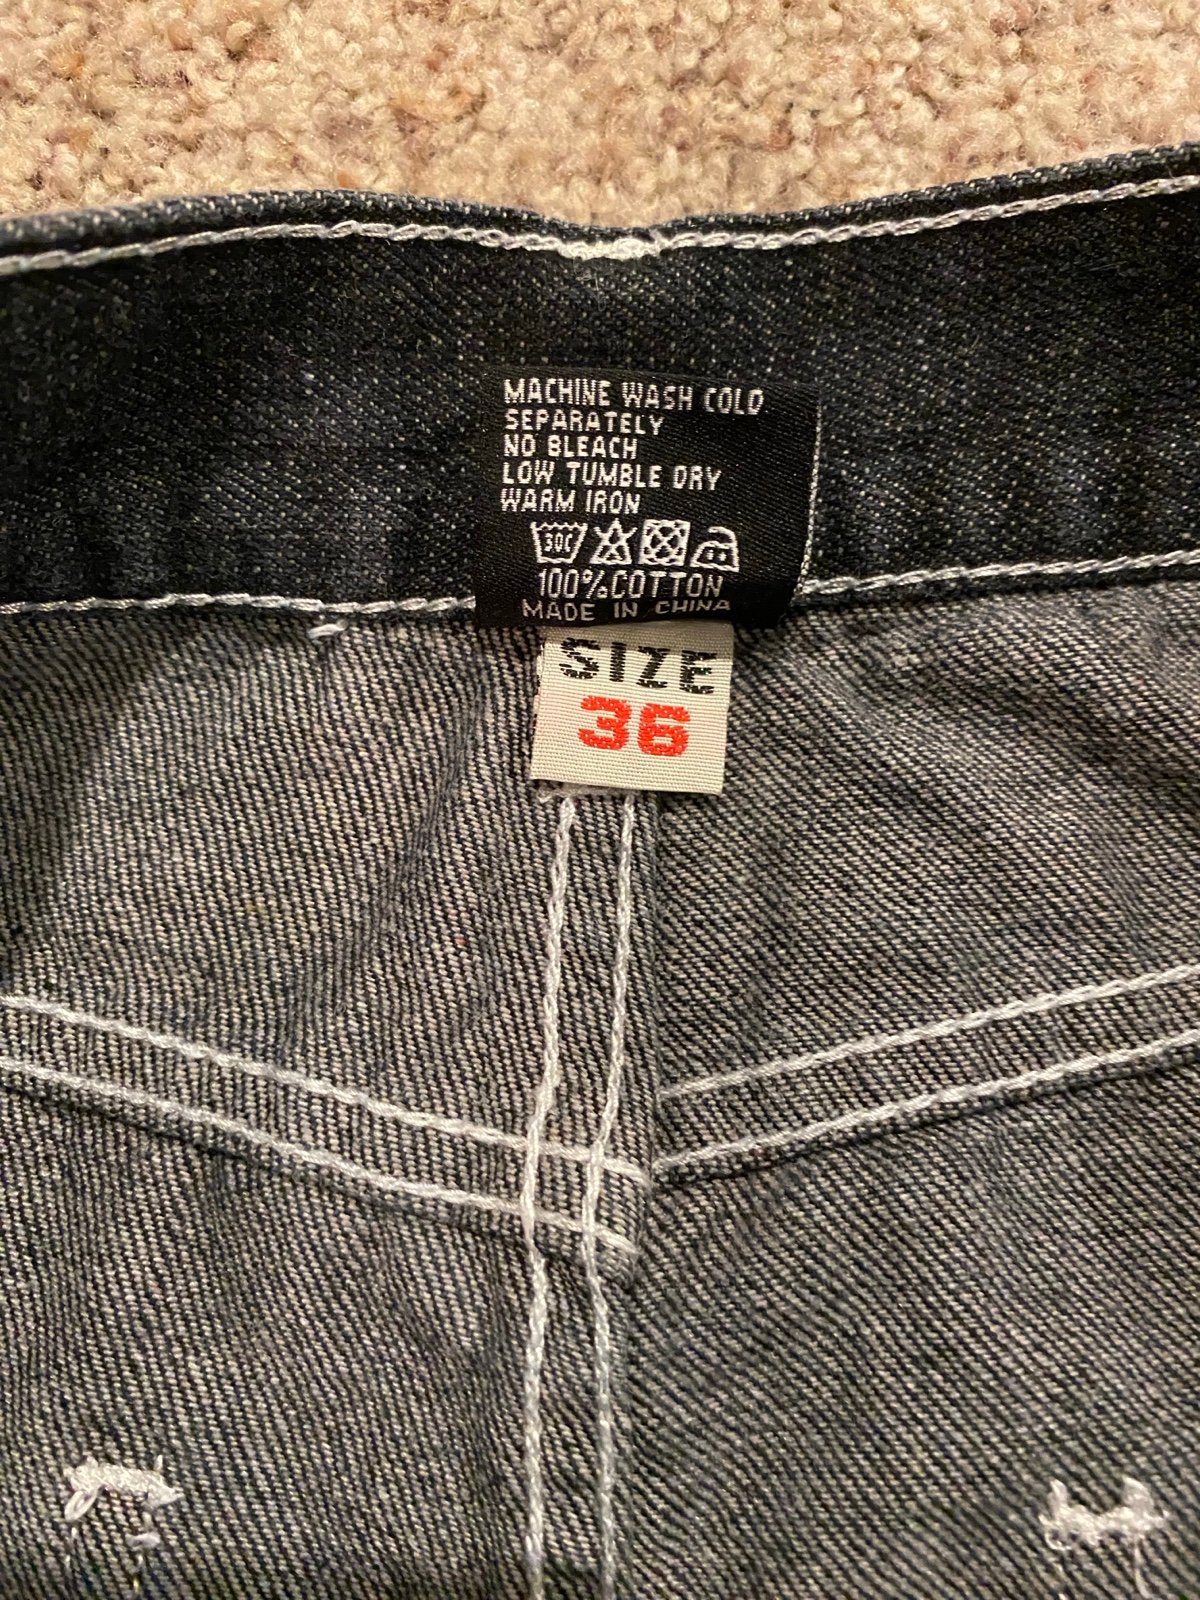 MACHINE WASH COLD
SEPARATELY
NO BLEACH
LOW TUMBLE DRY
WARM IRON
30C
100%COTTON
MADE IN CHINA
SIZE
36